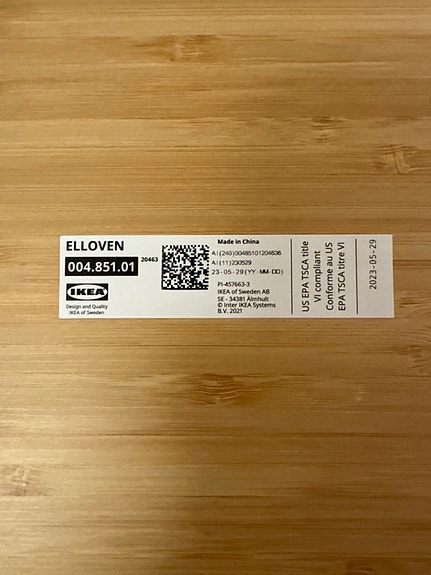 ELLOVEN
004.851.01
20463
IKEA
Design and Quality
IKEA of Sweden
Made in China
A.I (240)00485101204636
A.I (11)230529
23-05-29 (YY-MM-DD)
PI-457663-3
IKEA of Sweden AB
SE - 34381 Älmhult
© Inter IKEA Systems
B.V. 2021
US EPA TSCA title
VI compliant
Conforme au US
EPA TSCA titre VI
2023-05-29